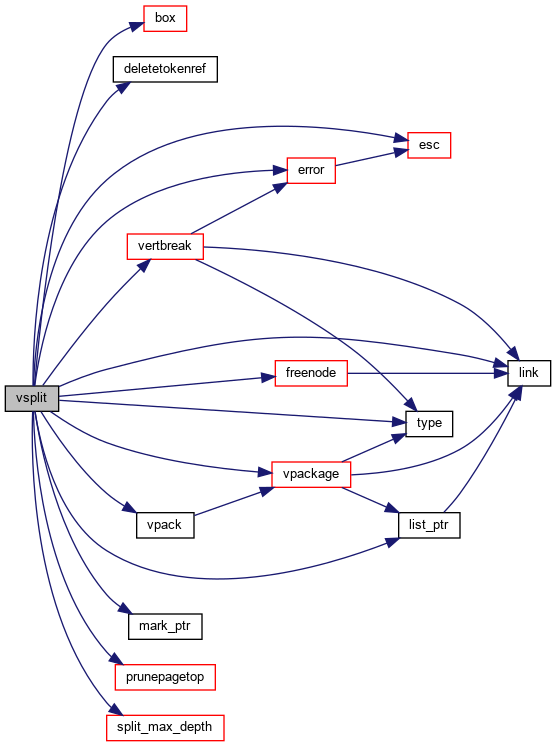 box
deletetokenref
esc
error
vertbreak
link
freenode
vsplit
type
vpackage
vpack
list_ptr
mark_ptr
prunepagetop
split_max_depth